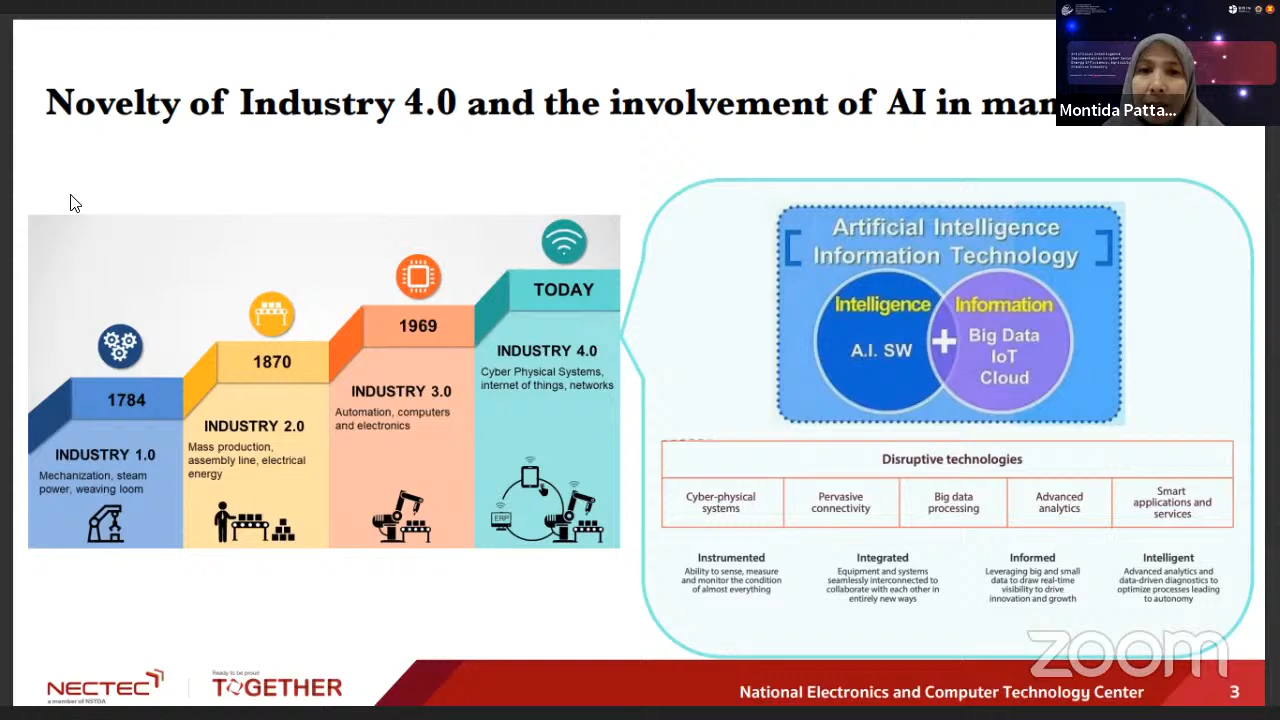 Novelty of Industry 4.0 and the involvement of AI in man
Montida Patta...
1784
INDUSTRY 1.0
Mechanization, steam
power, weaving loom
1870
INDUSTRY 2.0
Mass production,
assembly line, electrical
energy
1969
INDUSTRY 3.0
Automation, computers
and electronics
TODAY
INDUSTRY 4.0
Cyber Physical Systems,
internet of things, networks
ERP
Artificial Intelligence
Information Technology
Intelligence
A.I. SW
+
Information
Big Data
IoT
Cloud
Disruptive technologies
Cyber-physical
systems
Pervasive
connectivity
Big data
processing
Advanced
analytics
Smart
applications and
services
Instrumented
Ability to sense, measure
and monitor the condition
of almost everything
Integrated
Equipment and systems
seamlessly interconnected to
collaborate with each other in
entirely new ways
Informed
Leveraging big and small
data to draw real-time
visibility to drive
innovation and growth
Intelligent
Advanced analytics and
data-driven diagnostics to
optimize processes leading
to autonomy
zoom
NECTEC
a member of NSTDA
Ready to be proud
TOGETHER
National Electronics and Computer Technology Center
3